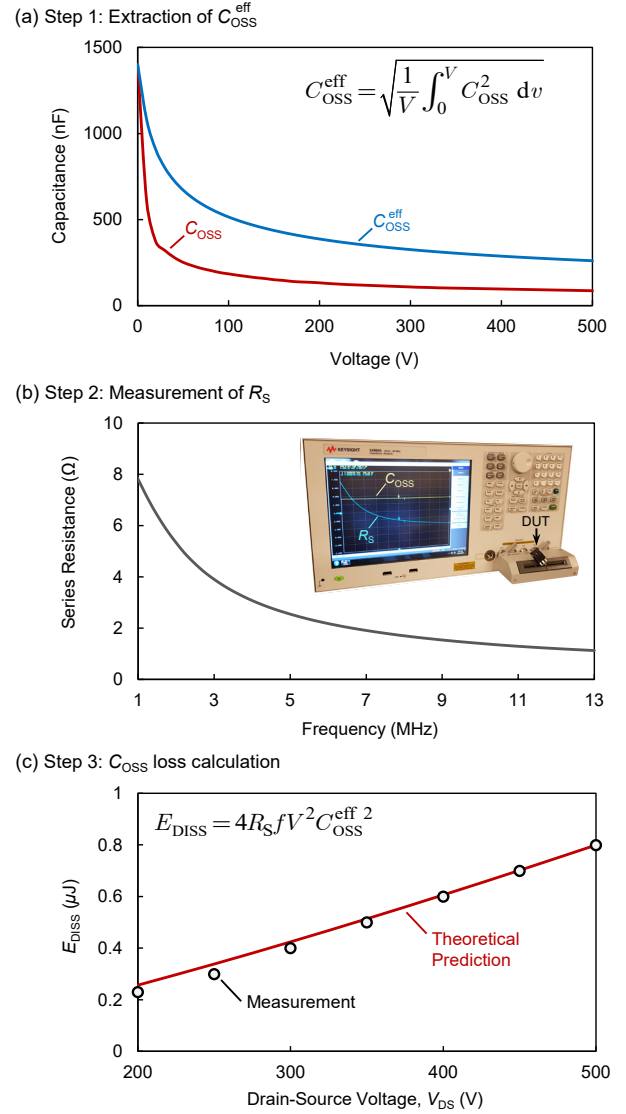 (a) Step 1: Extraction of C_OSS^eff
1500
1000
500
0
Capacitance (nF)
C_OSS^eff = √(1/V ∫_0^V C_OSS^2 dv)
C_OSS
C_OSS^eff
0 100 200 300 400 500
Voltage (V)
(b) Step 2: Measurement of R_S
10
8
6
4
2
0
Series Resistance (Ω)
KEYSIGHT
C_OSS
R_S
DUT
1 3 5 7 9 11 13
Frequency (MHz)
(c) Step 3: C_OSS loss calculation
1
0.8
0.6
0.4
0.2
0
E_DISS (μJ)
E_DISS = 4R_S f V^2 C_OSS^eff 2
Theoretical
Prediction
Measurement
200 300 400 500
Drain-Source Voltage, V_DS (V)